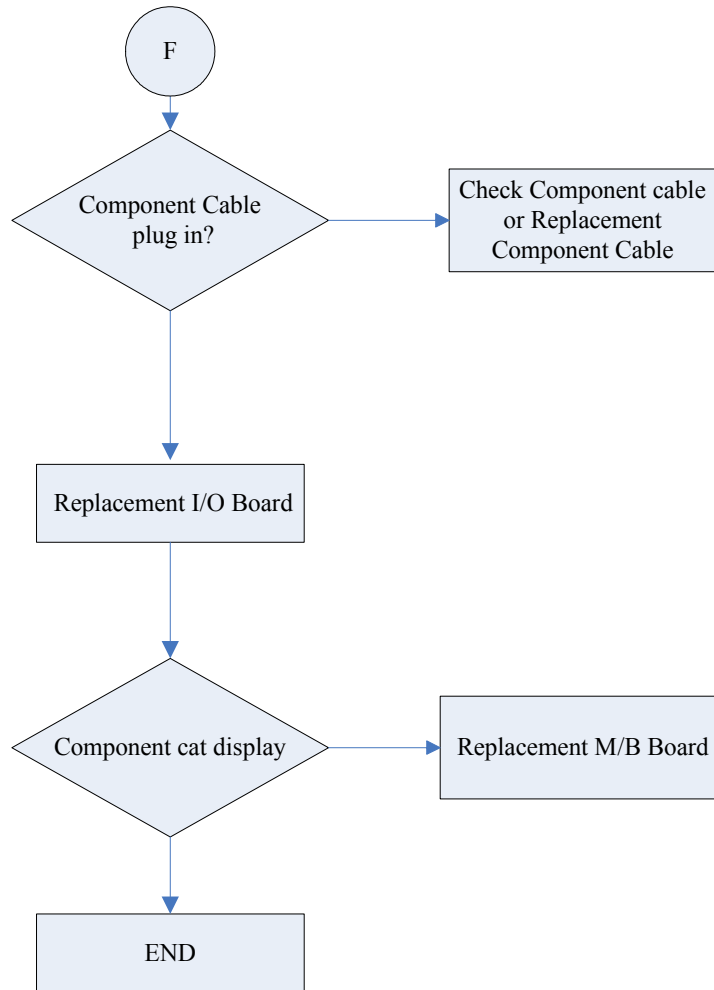 F
Component Cable
plug in?
Check Component cable
or Replacement
Component Cable
Replacement I/O Board
Component cat display
Replacement M/B Board
END